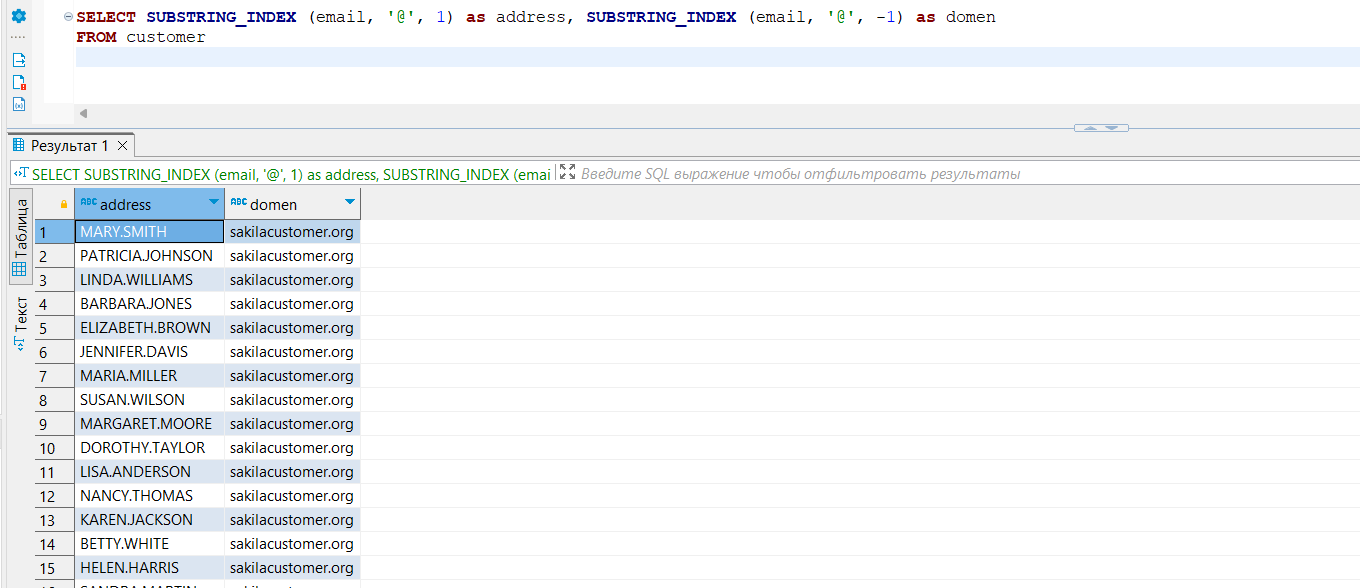 SELECT SUBSTRING_INDEX (email, '@', 1) as address, SUBSTRING_INDEX (email, '@', -1) as domen
FROM customer
Результат 1
SELECT SUBSTRING_INDEX (email, '@', 1) as address, SUBSTRING_INDEX (emai
Введите SQL выражение чтобы отфильтровать результаты
Таблица
Текст
ABC address ABC domen
1 MARY.SMITH sakilacustomer.org
2 PATRICIA.JOHNSON sakilacustomer.org
3 LINDA.WILLIAMS sakilacustomer.org
4 BARBARA.JONES sakilacustomer.org
5 ELIZABETH.BROWN sakilacustomer.org
6 JENNIFER.DAVIS sakilacustomer.org
7 MARIA.MILLER sakilacustomer.org
8 SUSAN.WILSON sakilacustomer.org
9 MARGARET.MOORE sakilacustomer.org
10 DOROTHY.TAYLOR sakilacustomer.org
11 LISA.ANDERSON sakilacustomer.org
12 NANCY.THOMAS sakilacustomer.org
13 KAREN.JACKSON sakilacustomer.org
14 BETTY.WHITE sakilacustomer.org
15 HELEN.HARRIS sakilacustomer.org